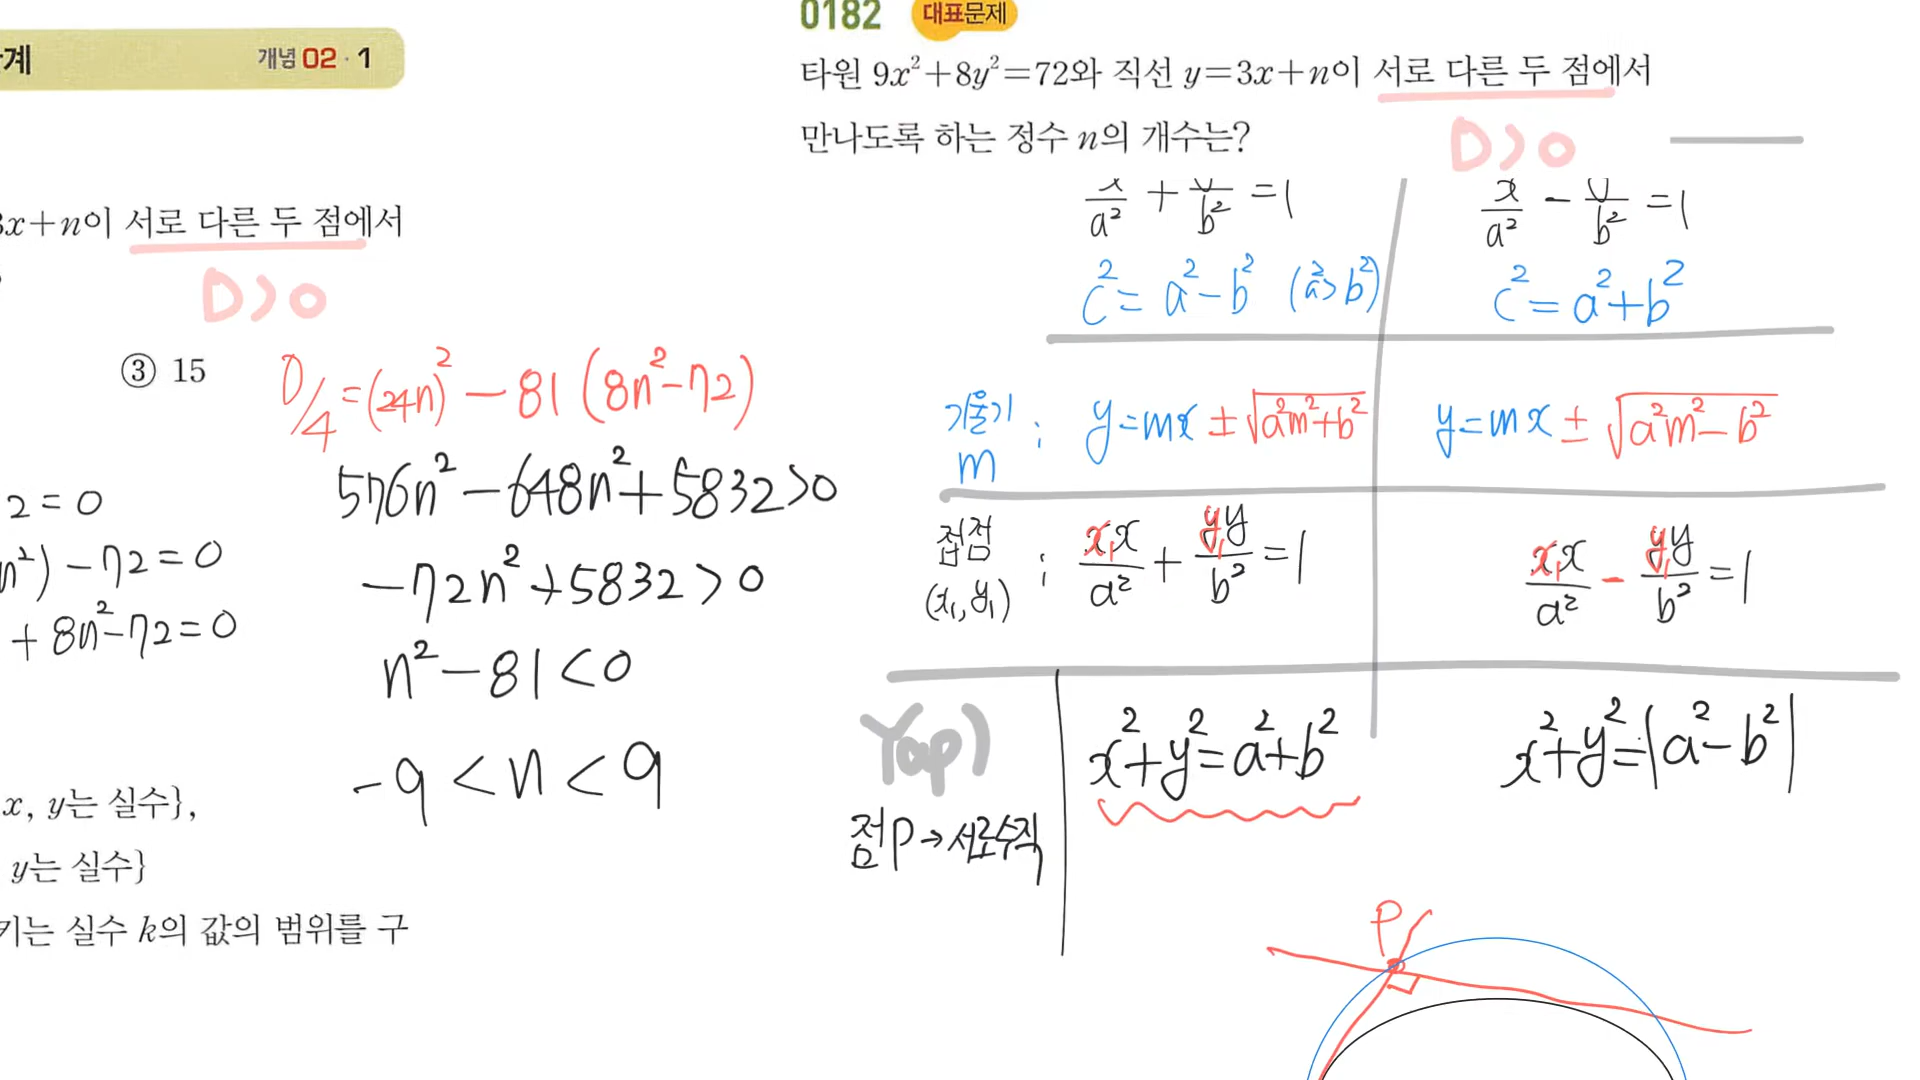 계
개념 02 · 1
3x+n이 서로 다른 두 점에서
D>0
③ 15
D/4=(24n)²-81(8n²-72)
576n²-648n²+5832>0
-72n²+5832>0
n²-81<0
-9<n<9
2=0
n²)-72=0
+8n²-72=0
x, y는 실수},
y는 실수}
키는 실수 k의 값의 범위를 구
0182 대표문제
타원 9x²+8y²=72와 직선 y=3x+n이 서로 다른 두 점에서
만나도록 하는 정수 n의 개수는?
D>0
x/a² + y/b² =1
x/a² - y/b² =1
c²=a²-b² (a²>b²)
c²=a²+b²
기울기 m : y=mx±√(a²m²+b²)
y=mx±√(a²m²-b²)
접점 (x₁,y₁) : x₁x/a² + y₁y/b² =1
x₁x/a² - y₁y/b² =1
Yap)
점P→서로수직
x²+y²=a²+b²
x²+y²=|a²-b²|
P